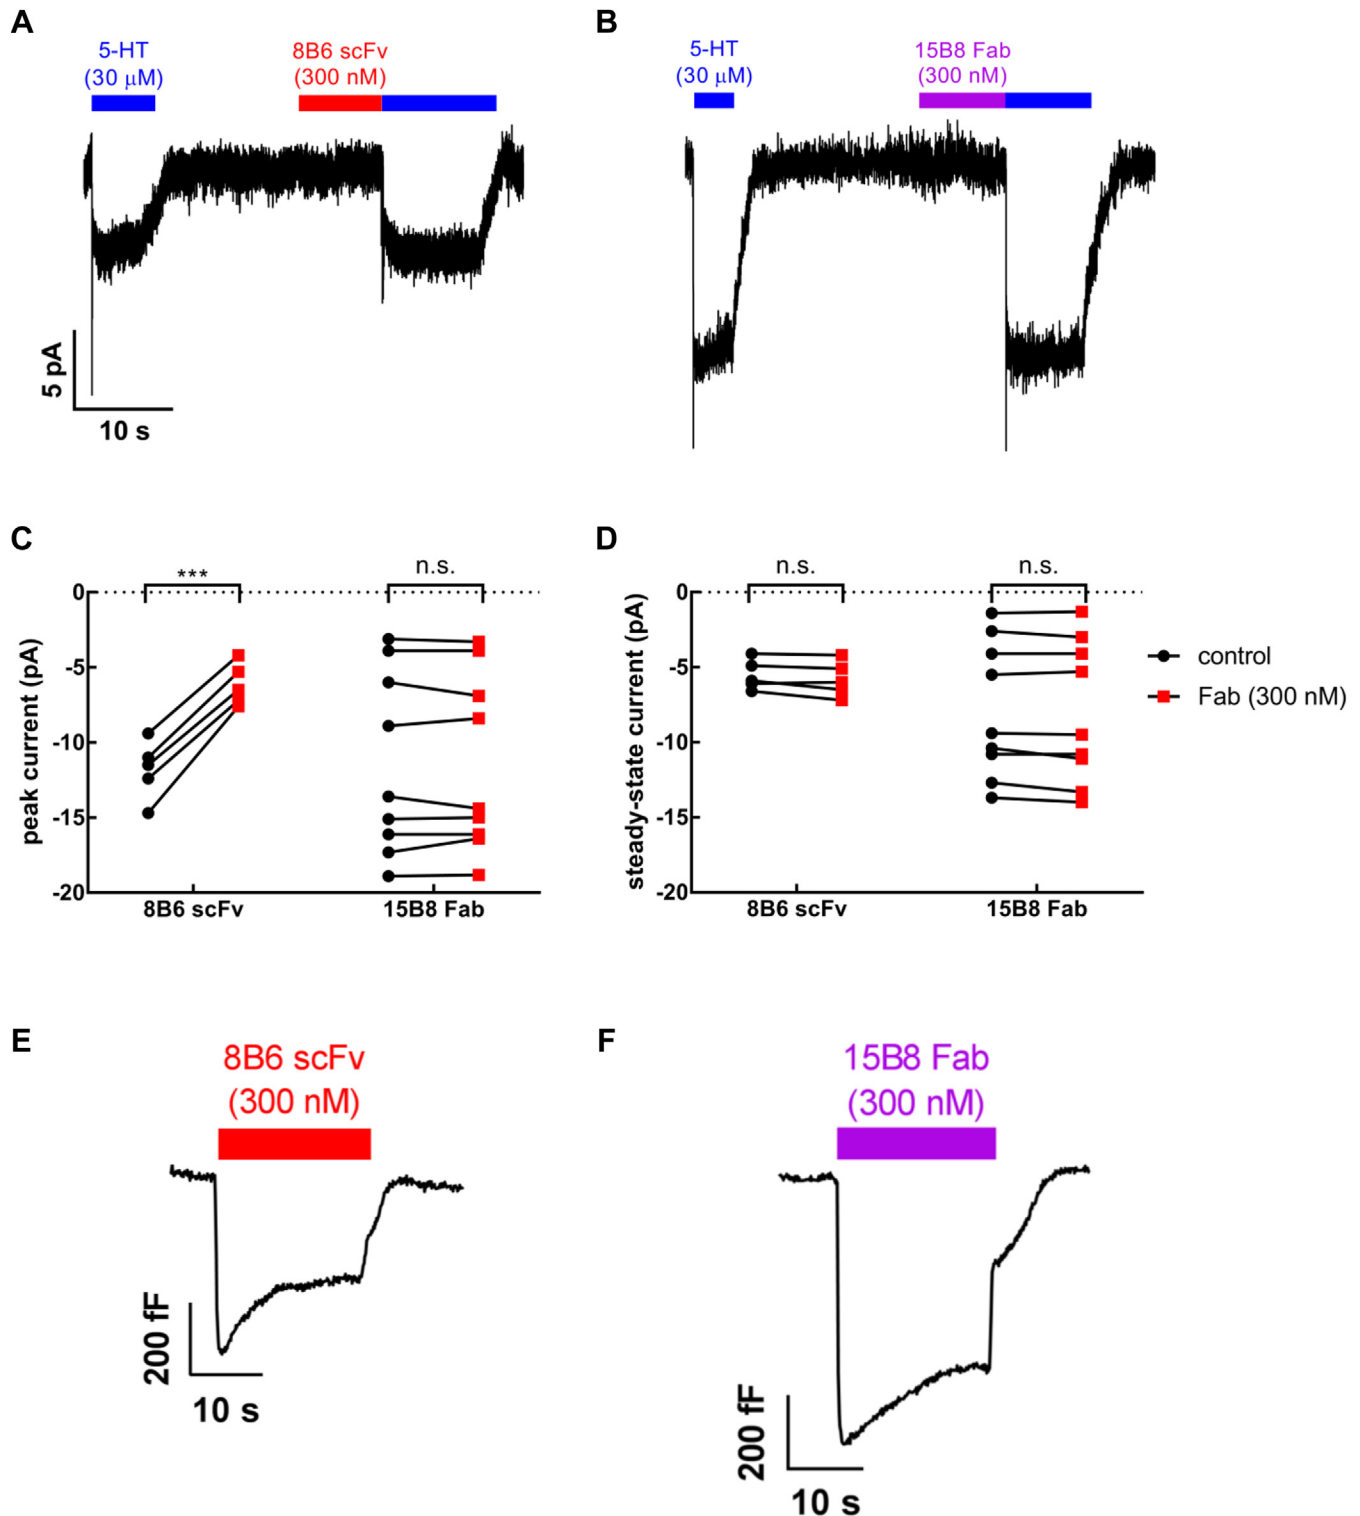 A
5-HT
(30 μM)
8B6 scFv
(300 nM)
5 pA
10 s
B
5-HT
(30 μM)
15B8 Fab
(300 nM)
C
***
n.s.
peak current (pA)
0
-5
-10
-15
-20
8B6 scFv
15B8 Fab
D
n.s.
n.s.
steady-state current (pA)
0
-5
-10
-15
-20
8B6 scFv
15B8 Fab
control
Fab (300 nM)
E
8B6 scFv
(300 nM)
200 fF
10 s
F
15B8 Fab
(300 nM)
200 fF
10 s